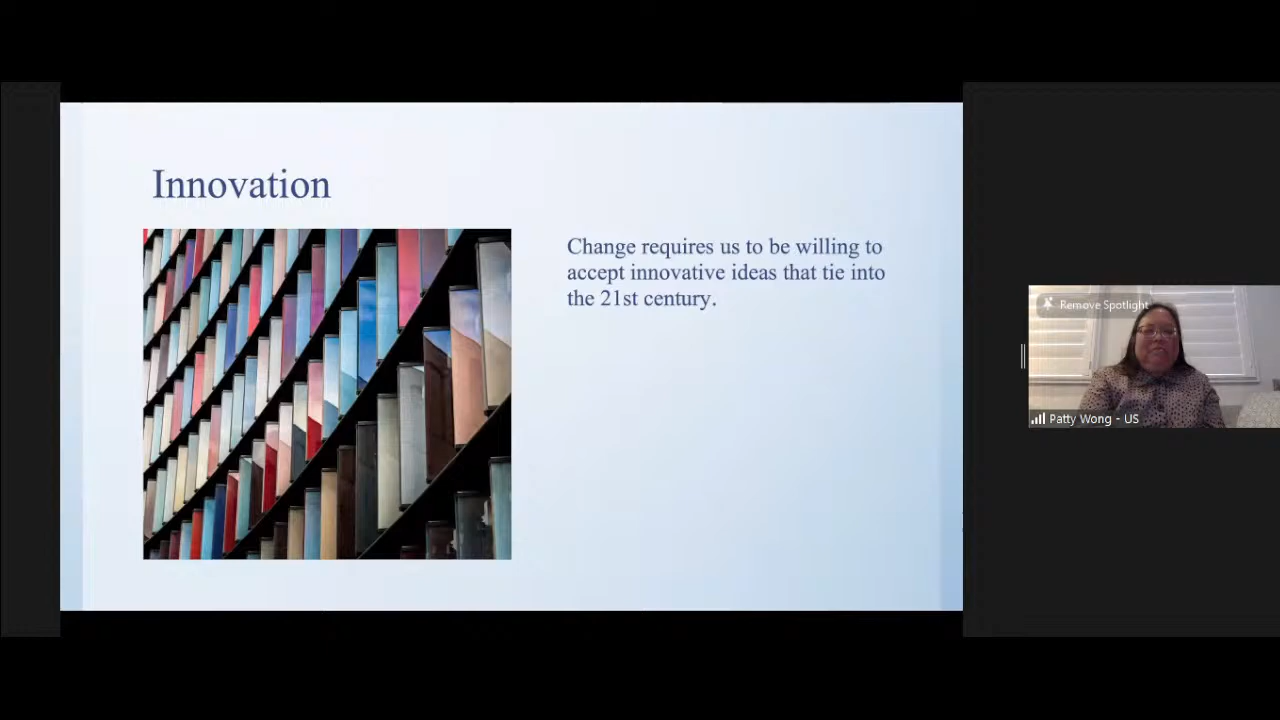 Innovation
Change requires us to be willing to
accept innovative ideas that tie into
the 21st century.
Remove Spotlight
Patty Wong - US